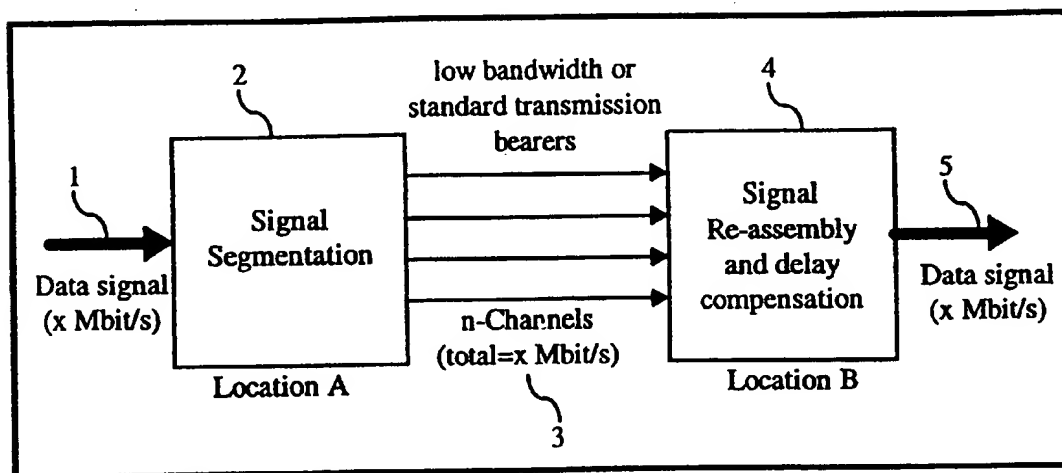 low bandwidth or
standard transmission
bearers
2
4
1
5
Signal
Segmentation
Signal
Re-assembly
and delay
compensation
Data signal
(x Mbit/s)
Data signal
(x Mbit/s)
n-Channels
(total=x Mbit/s)
Location A
Location B
3